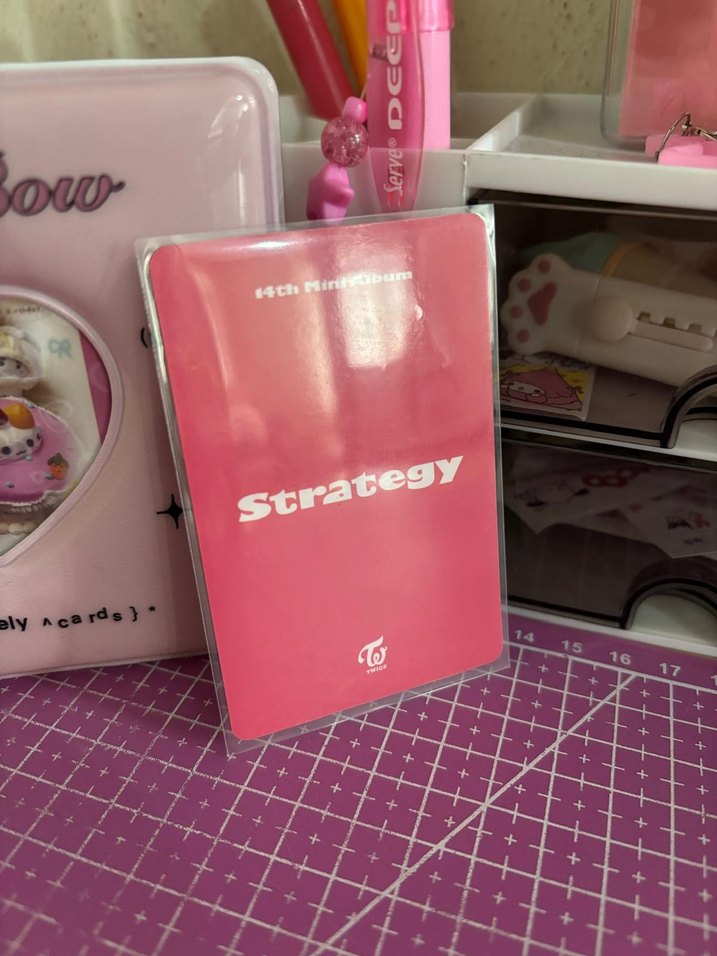 Bow
14th Mini Album
Strategy
TWICE
ely ^cards } *
Serve® DEEP
14 15 16 17